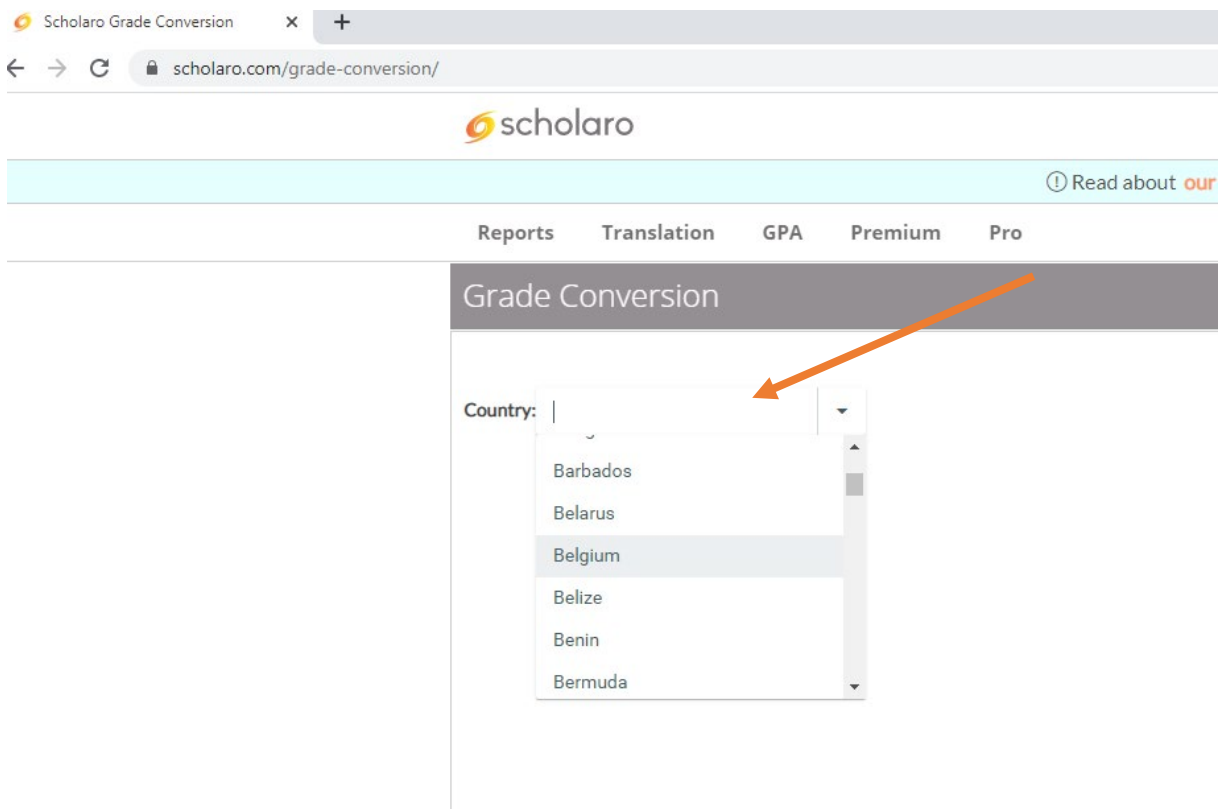 Scholaro Grade Conversion
scholaro.com/grade-conversion/
scholaro
Read about our
Reports Translation GPA Premium Pro
Grade Conversion
Country:
Barbados
Belarus
Belgium
Belize
Benin
Bermuda